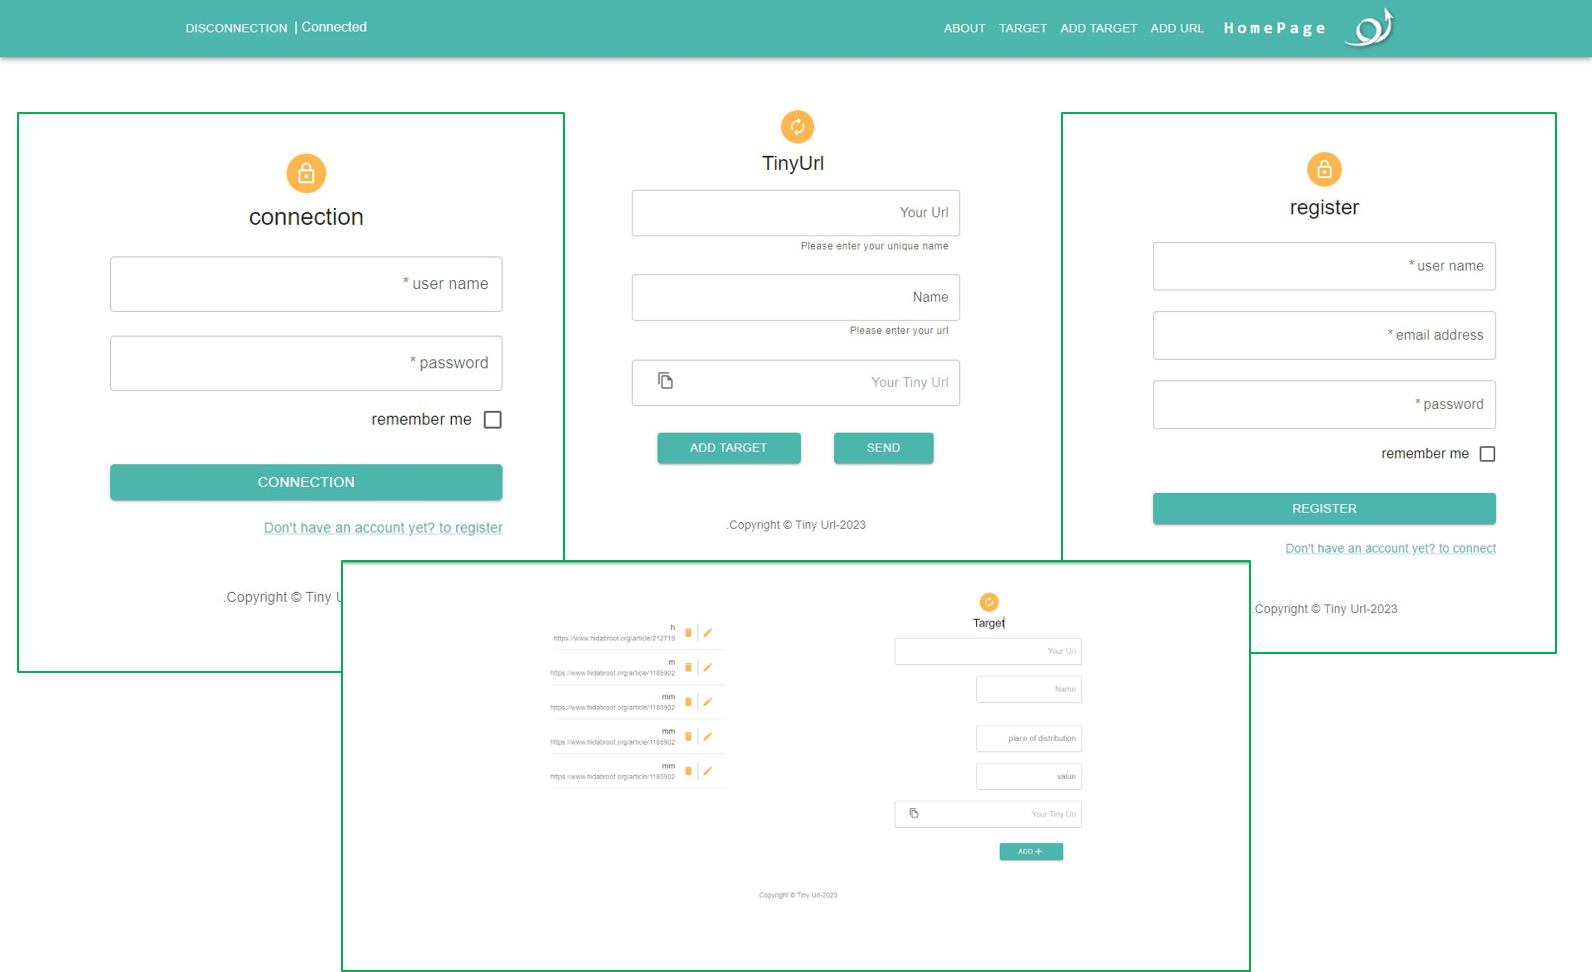 DISCONNECTION | Connected
ABOUT TARGET ADD TARGET ADD URL HomePage
connection
* user name
* password
remember me
CONNECTION
Don't have an account yet? to register
.Copyright © Tiny U
TinyUrl
Your Url
Please enter your unique name
Name
Please enter your url
Your Tiny Url
ADD TARGET
SEND
.Copyright © Tiny Url-2023
register
* user name
* email address
* password
remember me
REGISTER
Don't have an account yet? to connect
.Copyright © Tiny Url-2023
h
https://www.hidabroot.org/article/212719
m
https://www.hidabroot.org/article/1185902
mm
https://www.hidabroot.org/article/1185902
mm
https://www.hidabroot.org/article/1185902
mm
https://www.hidabroot.org/article/1185902
Target
Your Url
Name
place of distribution
value
Your Tiny Url
ADD +
Copyright © Tiny Url-2023